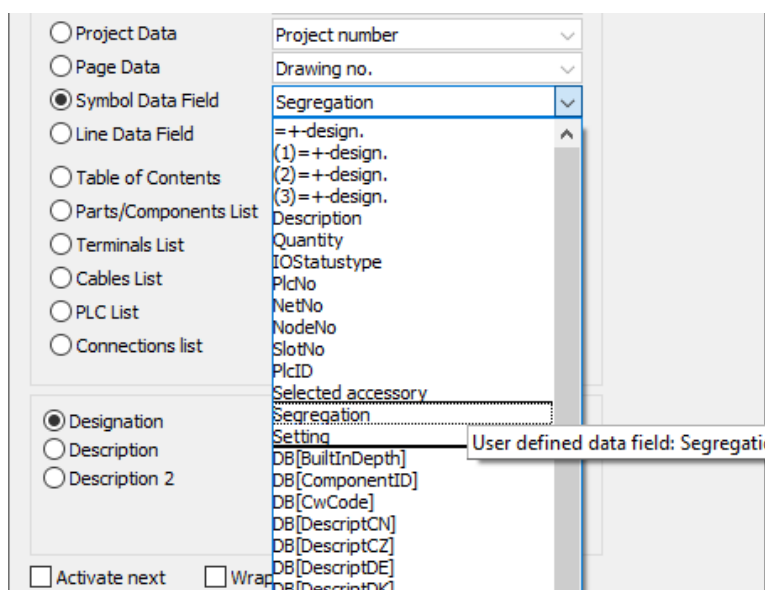 Project Data
Project number
Page Data
Drawing no.
Symbol Data Field
Segregation
Line Data Field
=+-design.
(1)=+-design.
(2)=+-design.
(3)=+-design.
Description
Quantity
IOStatustype
PlcNo
NetNo
NodeNo
SlotNo
PlcID
Selected accessory
Segregation
Setting
DB[BuiltInDepth]
DB[ComponentID]
DB[CwCode]
DB[DescriptCN]
DB[DescriptCZ]
DB[DescriptDE]
DB[DescriptDK]
Table of Contents
Parts/Components List
Terminals List
Cables List
PLC List
Connections list
User defined data field: Segregati
Designation
Description
Description 2
Activate next
Wrap